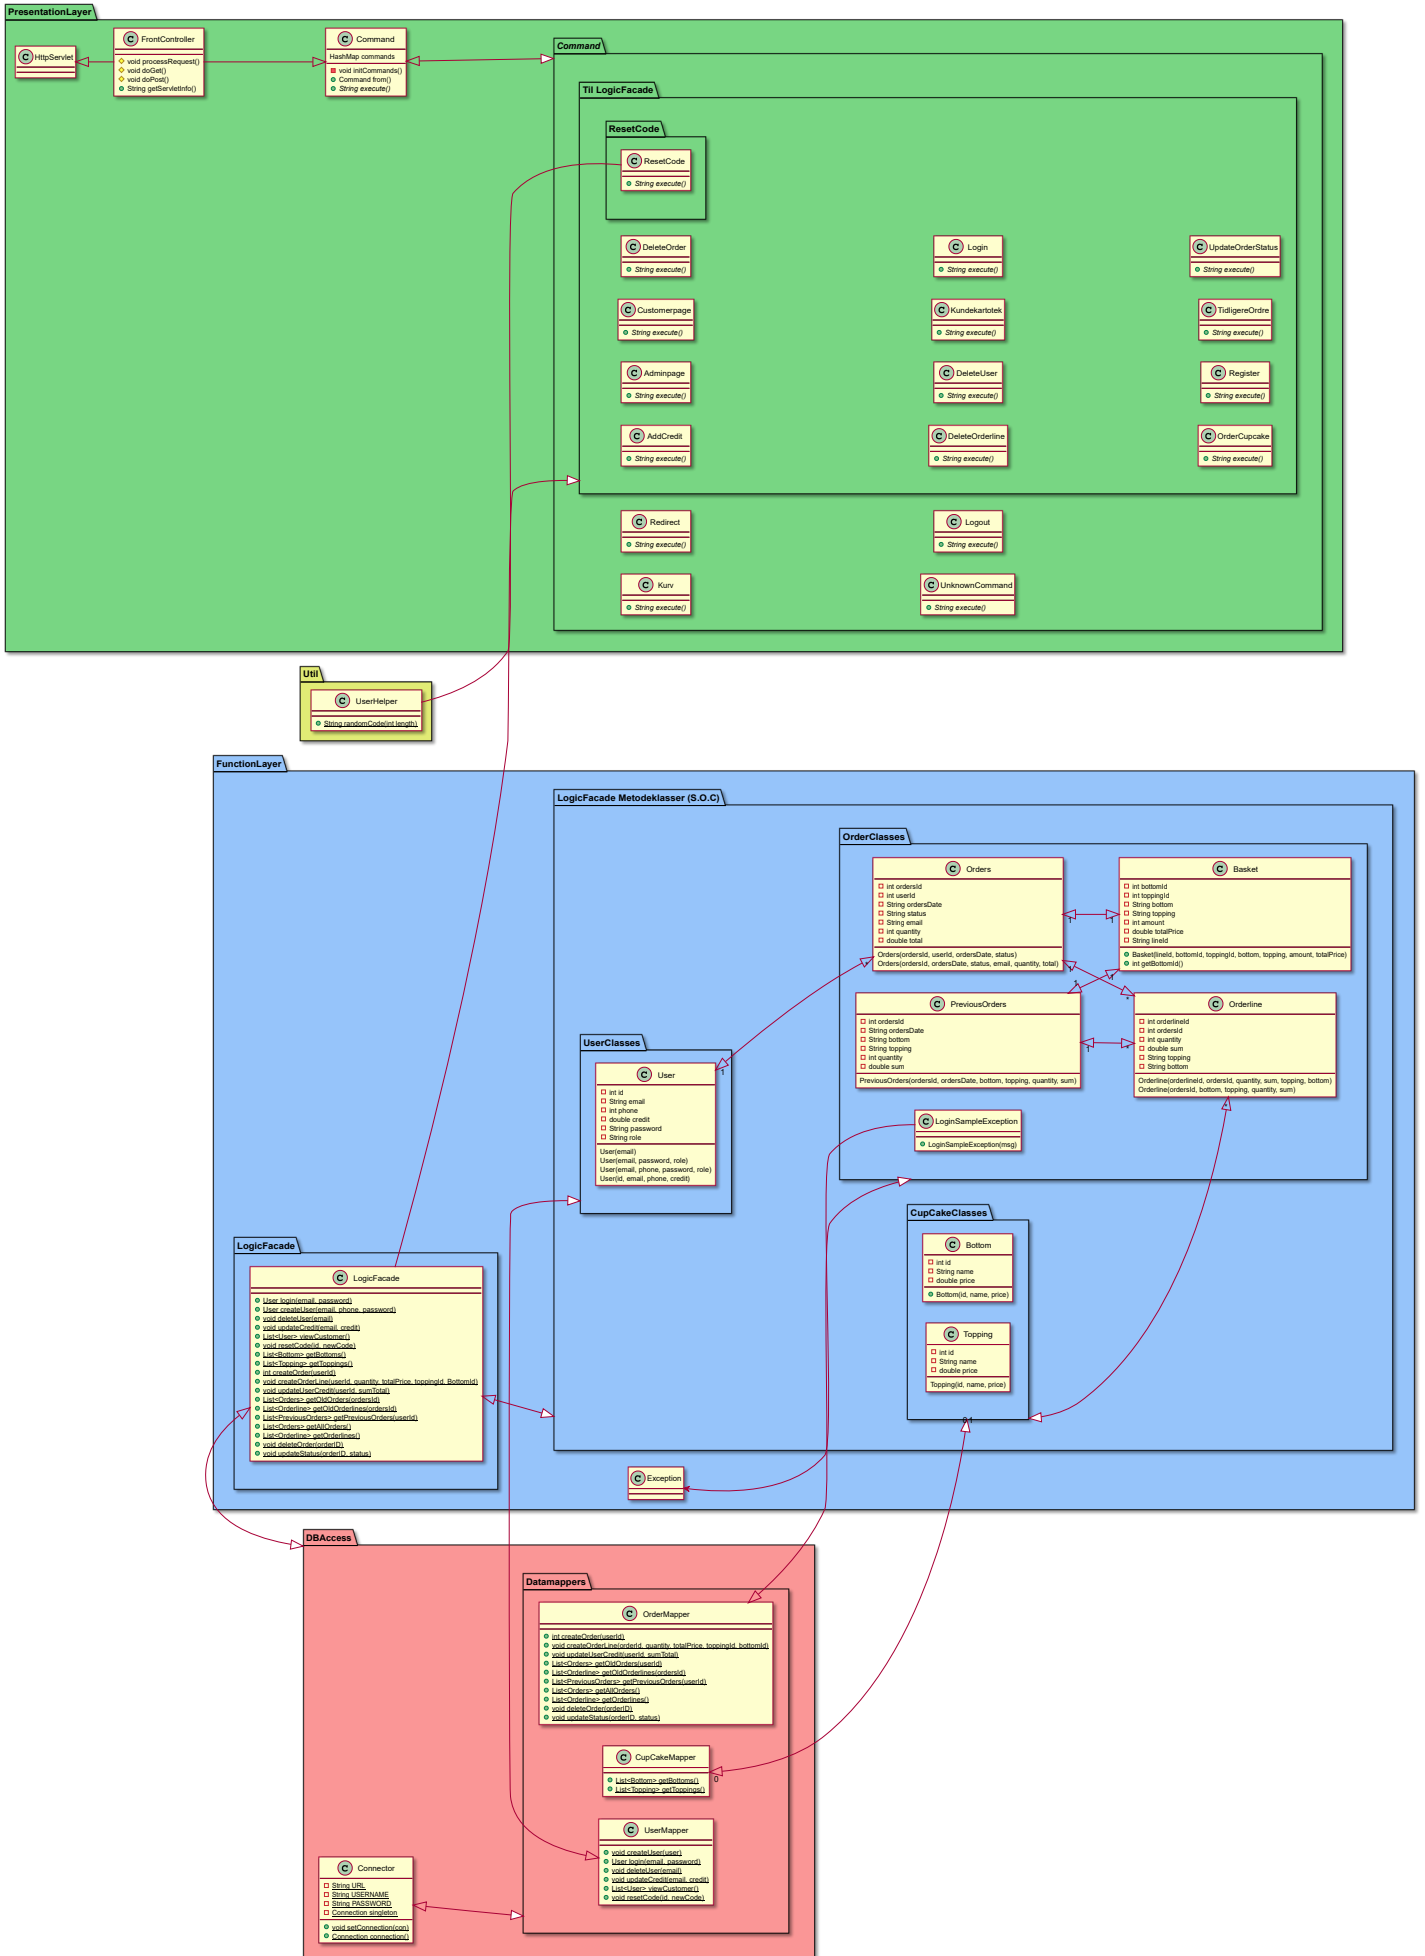 PresentationLayer
C HttpServlet
C FrontController
void processRequest()
void doGet()
void doPost()
String getServletInfo()
C Command
HashMap commands
void initCommands()
Command from()
String execute()
Command
Til LogicFacade
ResetCode
C ResetCode
String execute()
C DeleteOrder
String execute()
C Login
String execute()
C UpdateOrderStatus
String execute()
C Customerpage
String execute()
C Kundekartotek
String execute()
C TidligereOrdre
String execute()
C Adminpage
String execute()
C DeleteUser
String execute()
C Register
String execute()
C AddCredit
String execute()
C DeleteOrderline
String execute()
C OrderCupcake
String execute()
C Redirect
String execute()
C Logout
String execute()
C Kurv
String execute()
C UnknownCommand
String execute()
Util
C UserHelper
String randomCode(int length)
FunctionLayer
LogicFacade Metodeklasser (S.O.C)
OrderClasses
C Orders
int ordersId
int userId
String ordersDate
String status
String email
int quantity
double total
Orders(ordersId, userId, ordersDate, status)
Orders(ordersId, ordersDate, status, email, quantity, total)
C Basket
int bottomId
int toppingId
String bottom
String topping
int amount
double totalPrice
String lineId
Basket(lineId, bottomId, toppingId, bottom, topping, amount, totalPrice)
int getBottomId()
1
1
*
1
1
1
*
C PreviousOrders
int ordersId
String ordersDate
String bottom
String topping
int quantity
double sum
PreviousOrders(ordersId, ordersDate, bottom, topping, quantity, sum)
1
*
C Orderline
int orderlineId
int ordersId
int quantity
double sum
String topping
String bottom
Orderline(orderlineId, ordersId, quantity, sum, topping, bottom)
Orderline(ordersId, bottom, topping, quantity, sum)
*
UserClasses
C User
int id
String email
int phone
double credit
String password
String role
User(email)
User(email, password, role)
User(email, phone, password, role)
User(id, email, phone, credit)
1
C LoginSampleException
LoginSampleException(msg)
CupCakeClasses
C Bottom
int id
String name
double price
Bottom(id, name, price)
C Topping
int id
String name
double price
Topping(id, name, price)
LogicFacade
C LogicFacade
User login(email, password)
User createUser(email, phone, password)
void deleteUser(email)
void updateCredit(email, credit)
List<User> viewCustomer()
void resetCode(id, newCode)
List<Bottom> getBottoms()
List<Topping> getToppings()
int createOrder(userId)
void createOrderLine(userId, quantity, totalPrice, toppingId, BottomId)
void updateUserCredit(userId, sumTotal)
List<Orders> getOldOrders(ordersId)
List<Orderline> getOldOrderlines(ordersId)
List<PreviousOrders> getPreviousOrders(userId)
List<Orders> getAllOrders()
List<Orderline> getOrderlines()
void deleteOrder(orderID)
void updateStatus(orderID, status)
C Exception
DBAccess
Datamappers
C OrderMapper
int createOrder(userId)
void createOrderLine(orderId, quantity, totalPrice, toppingId, bottomId)
void updateUserCredit(userId, sumTotal)
List<Orders> getOldOrders(userId)
List<Orderline> getOldOrderlines(ordersId)
List<PreviousOrders> getPreviousOrders(userId)
List<Orders> getAllOrders()
List<Orderline> getOrderlines()
void deleteOrder(orderID)
void updateStatus(orderID, status)
C CupCakeMapper
List<Bottom> getBottoms()
List<Topping> getToppings()
0
C UserMapper
void createUser(user)
User login(email, password)
void deleteUser(email)
void updateCredit(email, credit)
List<User> viewCustomer()
void resetCode(id, newCode)
C Connector
String URL
String USERNAME
String PASSWORD
Connection singleton
void setConnection(con)
Connection connection()